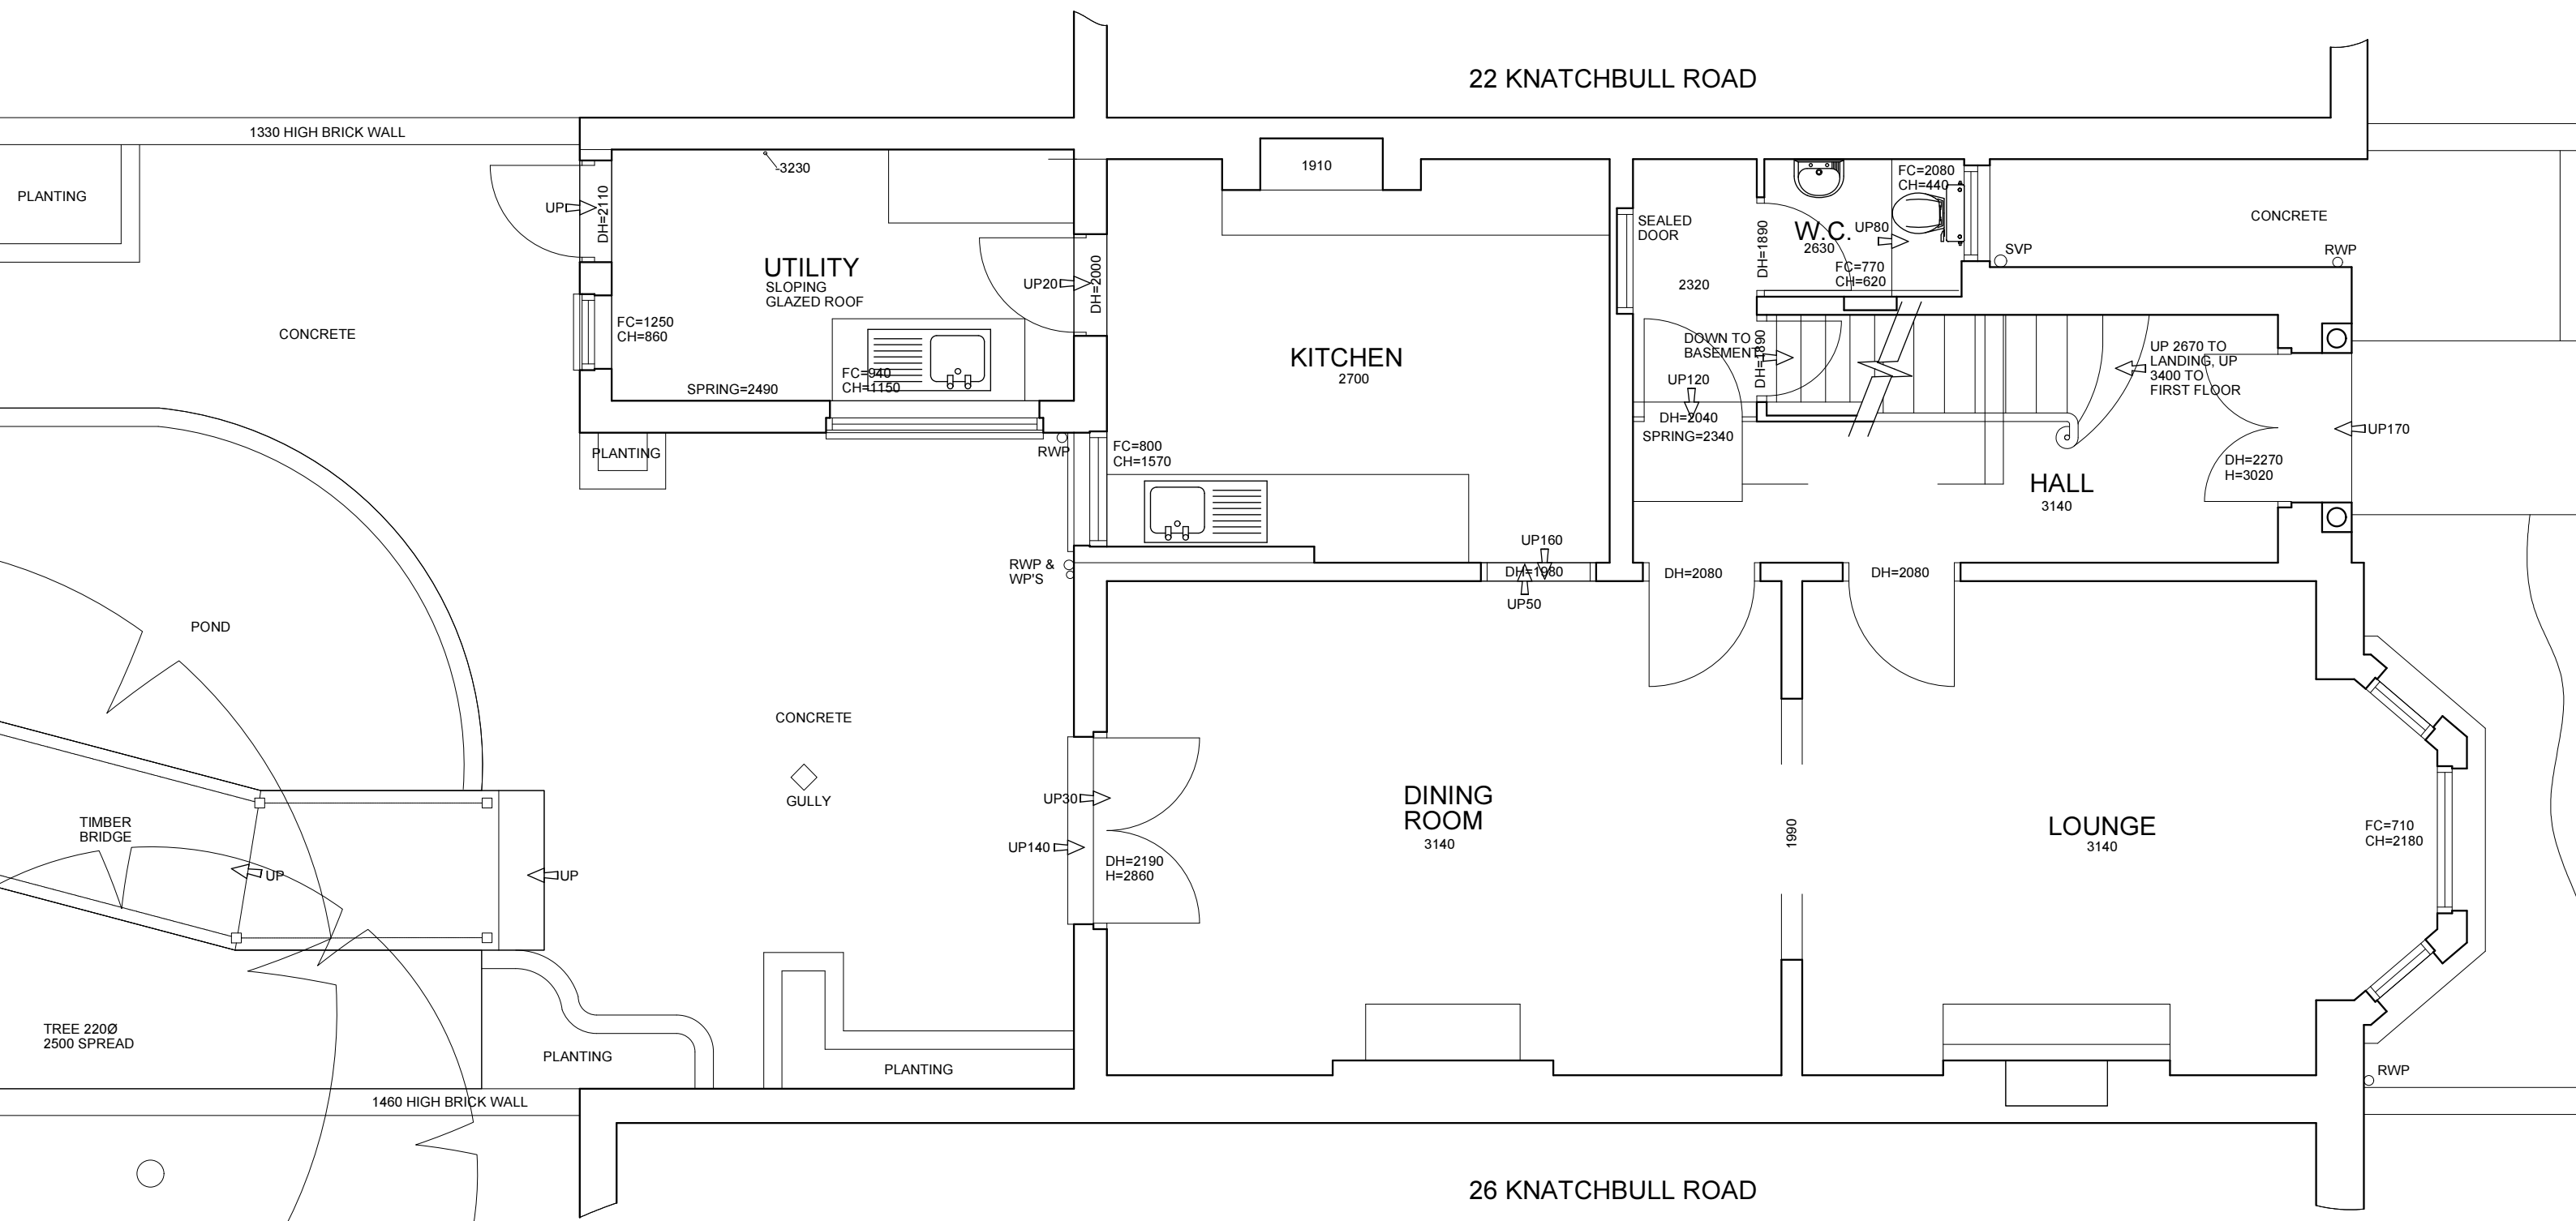 22 KNATCHBULL ROAD
1330 HIGH BRICK WALL
PLANTING
UP
DH=2110
3230
UTILITY
SLOPING
GLAZED ROOF
CONCRETE
FC=1250
CH=860
SPRING=2490
FC=940
CH=1150
UP20
DH=2000
1910
KITCHEN
2700
FC=800
CH=1570
SEALED
DOOR
2320
DH=1890
W.C.
2630
UP80
FC=2080
CH=440
FC=770
CH=620
SVP
RWP
CONCRETE
DOWN TO
BASEMENT
DH=1890
UP120
DH=2040
SPRING=2340
UP 2670 TO
LANDING, UP
3400 TO
FIRST FLOOR
UP170
DH=2270
H=3020
HALL
3140
PLANTING
RWP
RWP &
WP'S
UP160
DH=1980
UP50
DH=2080
DH=2080
POND
CONCRETE
GULLY
TIMBER
BRIDGE
UP
UP
UP30
UP140
DH=2190
H=2860
DINING
ROOM
3140
1990
LOUNGE
3140
FC=710
CH=2180
TREE 220Ø
2500 SPREAD
PLANTING
PLANTING
RWP
1460 HIGH BRICK WALL
26 KNATCHBULL ROAD